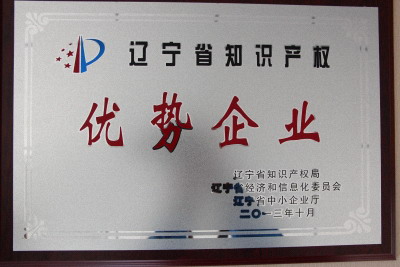 辽宁省知识产权
优势企业
辽宁省知识产权局
辽宁省经济和信息化委员会
辽宁省中小企业厅
二〇一三年十月